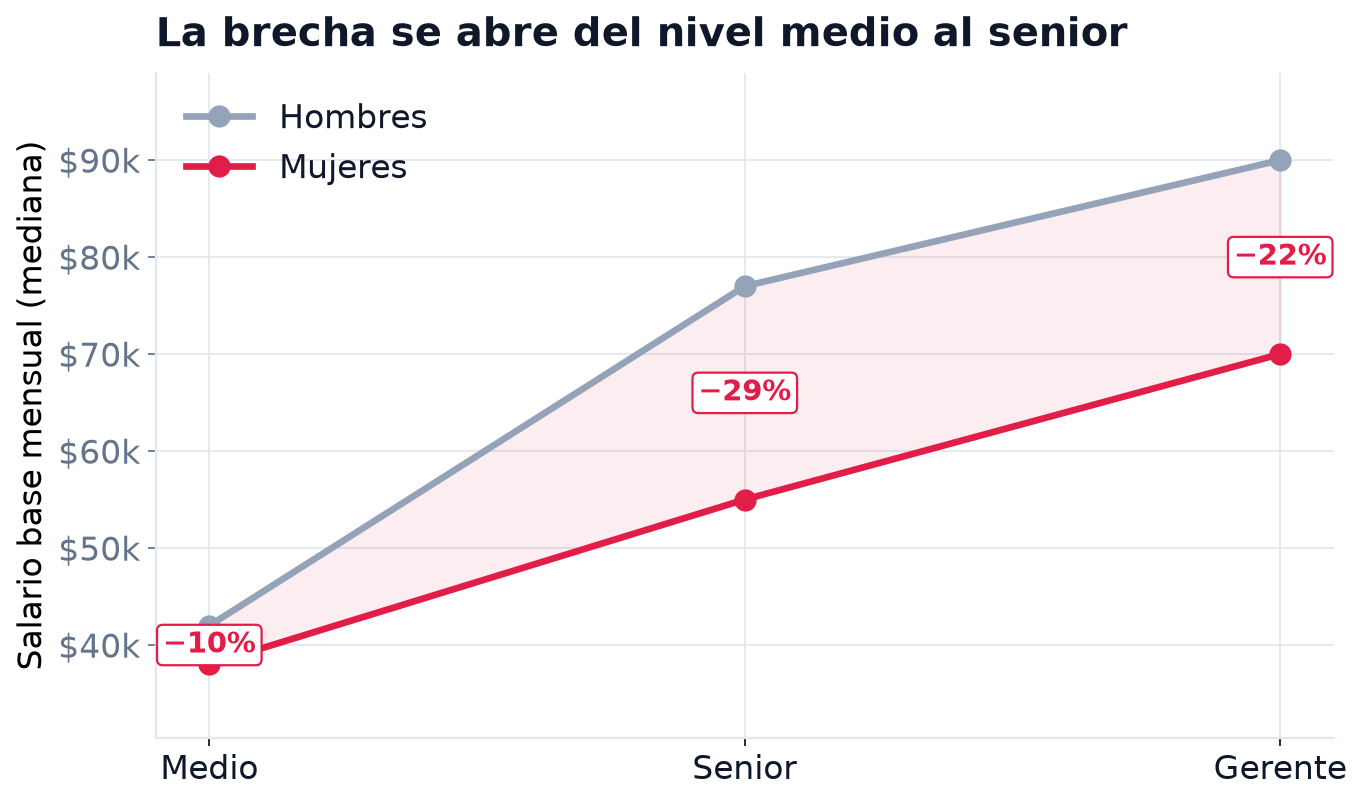 La brecha se abre del nivel medio al senior
Hombres
Mujeres
Salario base mensual (mediana)
$90k
$80k
$70k
$60k
$50k
$40k
−10%
−29%
−22%
Medio
Senior
Gerente